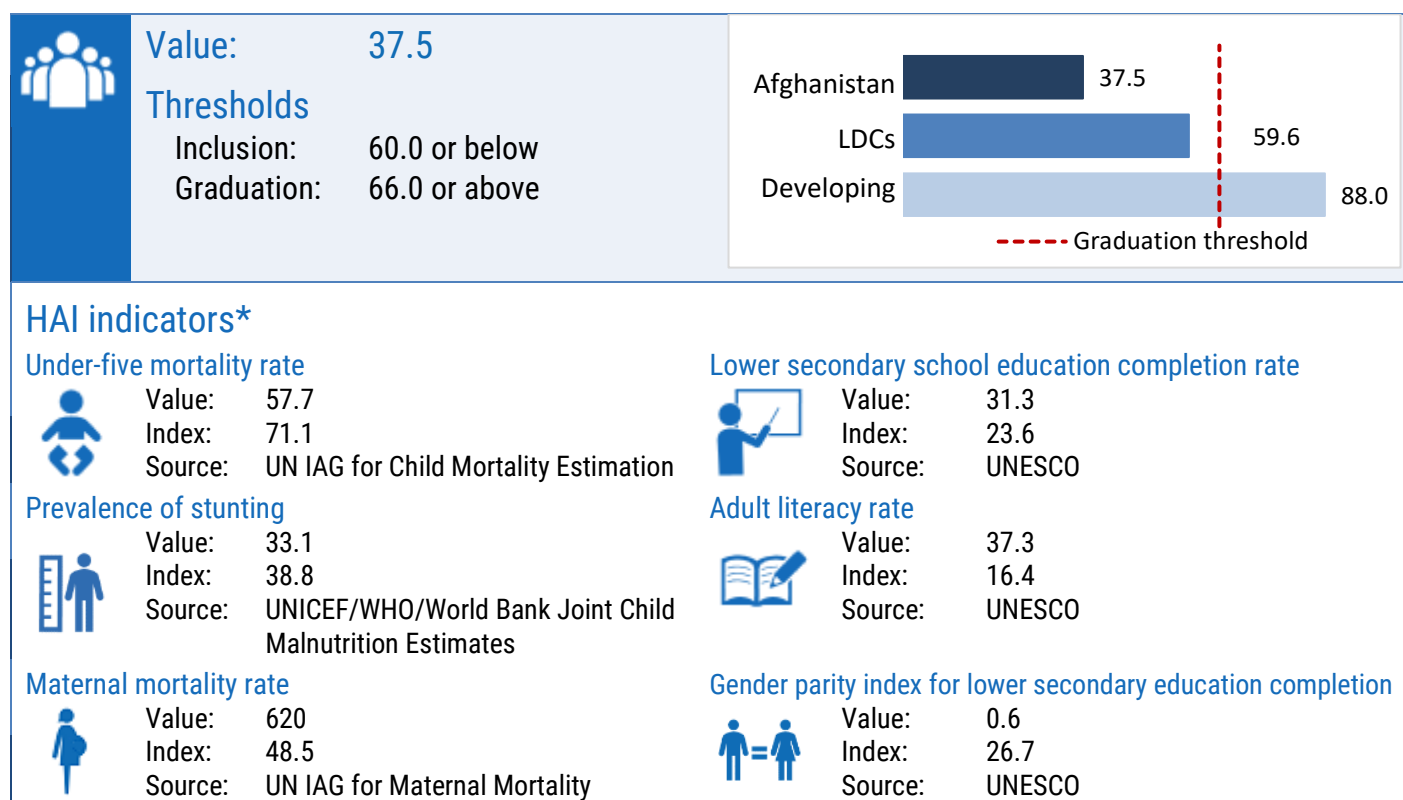 Value: 37.5
Thresholds
Inclusion: 60.0 or below
Graduation: 66.0 or above
Afghanistan 37.5
LDCs 59.6
Developing 88.0
Graduation threshold
HAI indicators*
Under-five mortality rate
Value: 57.7
Index: 71.1
Source: UN IAG for Child Mortality Estimation
Lower secondary school education completion rate
Value: 31.3
Index: 23.6
Source: UNESCO
Prevalence of stunting
Value: 33.1
Index: 38.8
Source: UNICEF/WHO/World Bank Joint Child
Malnutrition Estimates
Adult literacy rate
Value: 37.3
Index: 16.4
Source: UNESCO
Maternal mortality rate
Value: 620
Index: 48.5
Source: UN IAG for Maternal Mortality
Gender parity index for lower secondary education completion
Value: 0.6
Index: 26.7
Source: UNESCO